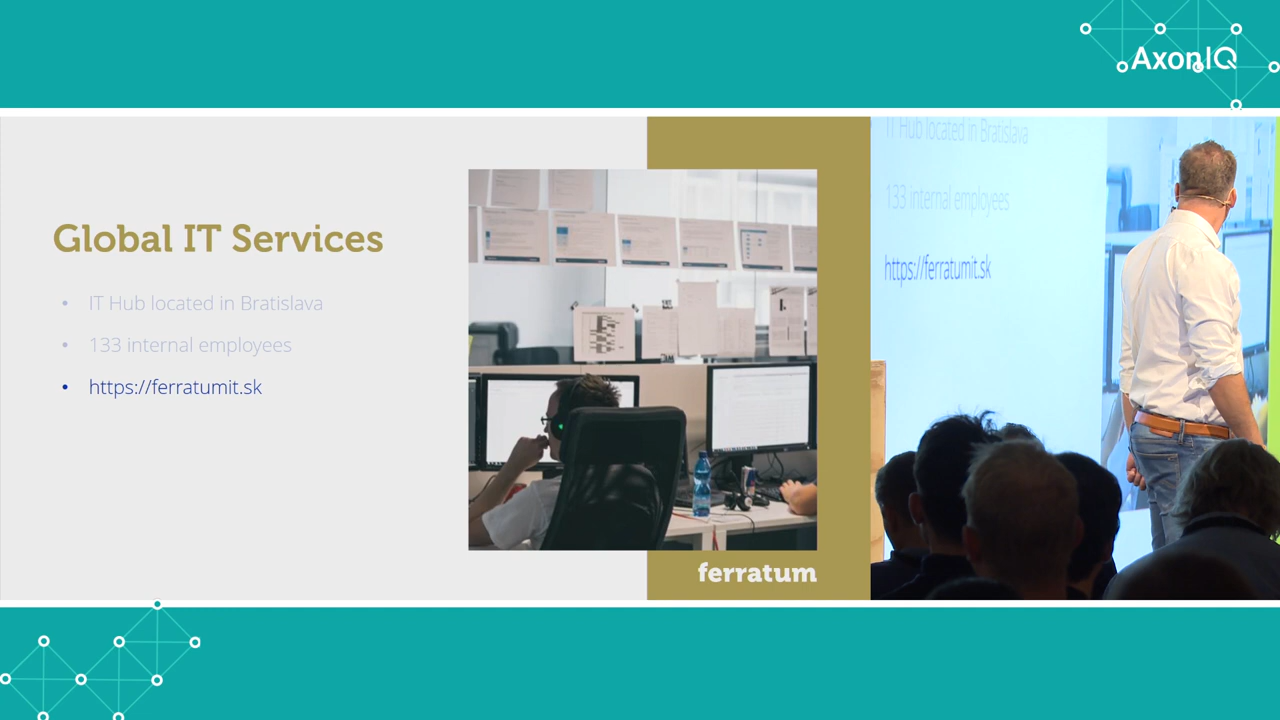 AxonIQ
Global IT Services
• IT Hub located in Bratislava
• 133 internal employees
• https://ferratumit.sk
ferratum
IT Hub located in Bratislava
133 internal employees
https://ferratumit.sk